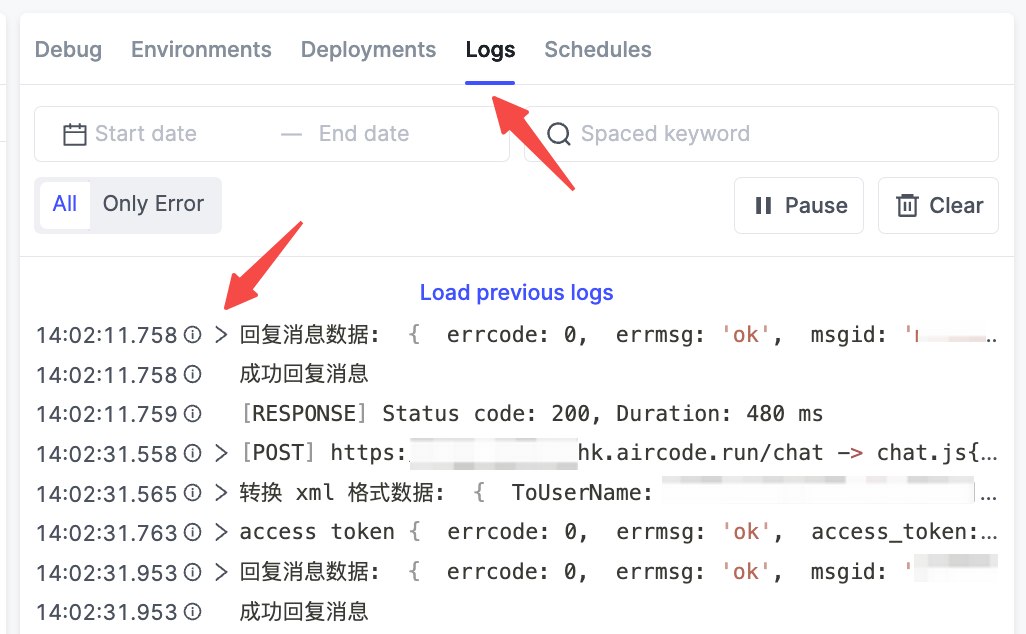 Debug Environments Deployments Logs Schedules
Start date — End date Spaced keyword
All Only Error Pause Clear
Load previous logs
14:02:11.758 > 回复消息数据: { errcode: 0, errmsg: 'ok', msgid: '…
14:02:11.758 成功回复消息
14:02:11.759 [RESPONSE] Status code: 200, Duration: 480 ms
14:02:31.558 > [POST] https: hk.aircode.run/chat -> chat.js{…
14:02:31.565 > 转换 xml 格式数据: { ToUserName: …
14:02:31.763 > access token { errcode: 0, errmsg: 'ok', access_token:…
14:02:31.953 > 回复消息数据: { errcode: 0, errmsg: 'ok', msgid: '
14:02:31.953 成功回复消息